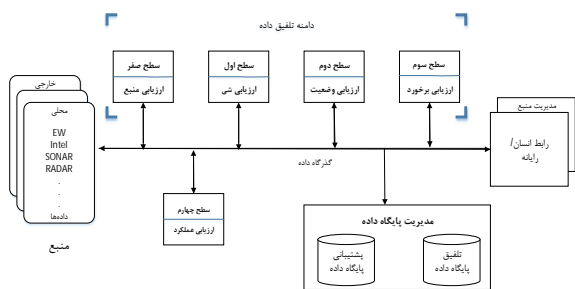 دامنه تلفیق داده
سطح صفر
ارزیابی منبع
سطح اول
ارزیابی شی
سطح دوم
ارزیابی وضعیت
سطح سوم
ارزیابی برخورد
خارجی
محلی
EW
Intel
SONAR
RADAR
.
.
.
داده‌ها
منبع
گذرگاه داده
مدیریت منبع
رابط انسان/
رایانه
سطح چهارم
ارزیابی عملکرد
مدیریت پایگاه داده
پشتیبانی
پایگاه داده
تلفیق
پایگاه داده